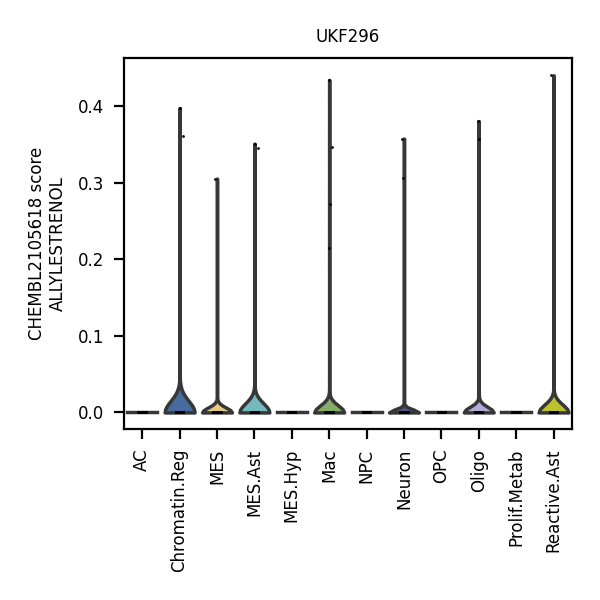 UKF296
CHEMBL2105618 score
ALLYLESTRENOL
0.4
0.3
0.2
0.1
0.0
AC
Chromatin.Reg
MES
MES.Ast
MES.Hyp
Mac
NPC
Neuron
OPC
Oligo
Prolif.Metab
Reactive.Ast